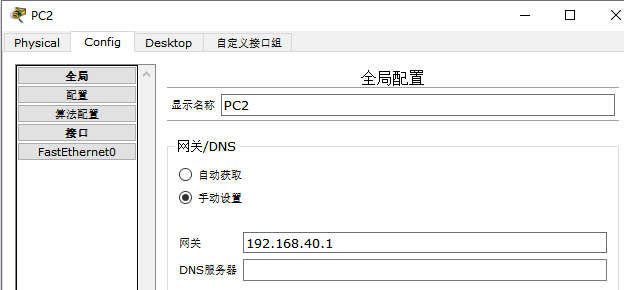 PC2
Physical Config Desktop 自定义接口组
全局
配置
算法配置
接口
FastEthernet0
全局配置
显示名称 PC2
网关/DNS
自动获取
手动设置
网关 192.168.40.1
DNS服务器